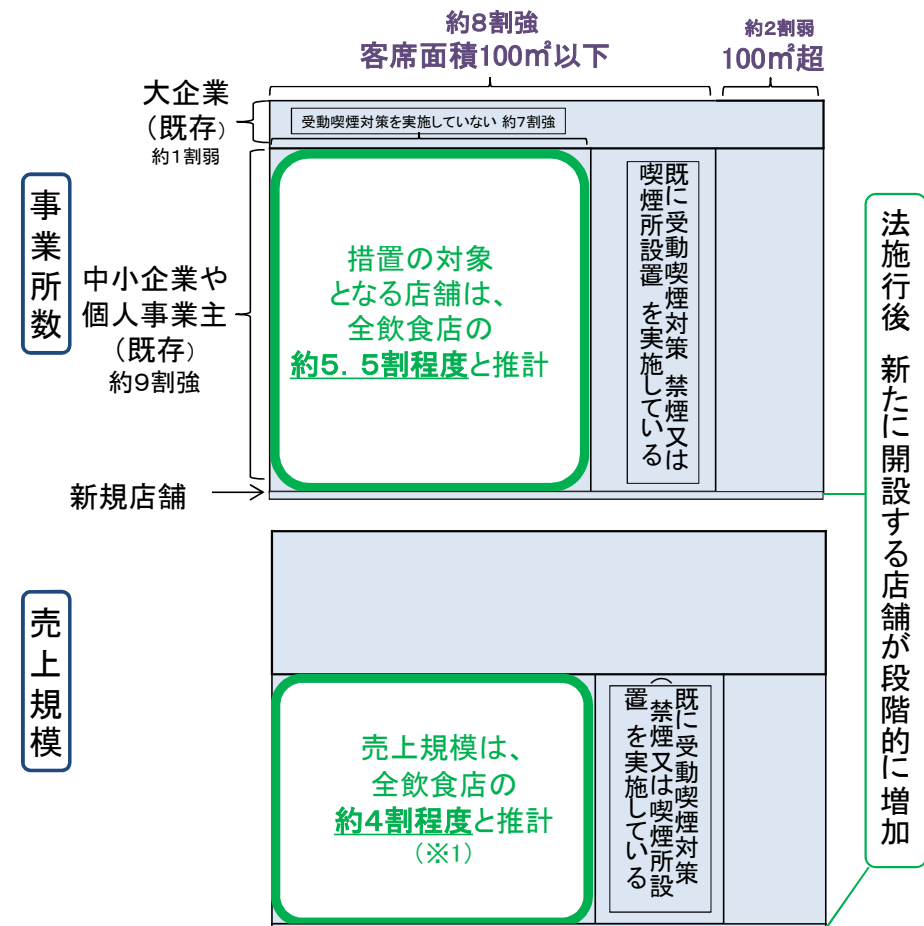 約8割強
客席面積100㎡以下
約2割弱
100㎡超
大企業
（既存）
約1割弱
受動喫煙対策を実施していない 約7割強
事業所数
中小企業や
個人事業主
（既存）
約9割強
措置の対象
となる店舗は、
全飲食店の
約5．5割程度と推計
既に受動喫煙対策 禁煙又は
喫煙所設置 を実施している
新規店舗
法施行後 新たに開設する店舗が段階的に増加
売上規模
売上規模は、
全飲食店の
約4割程度と推計
（※1）
既に受動喫煙対策
（禁煙又は喫煙所設
置 を実施している